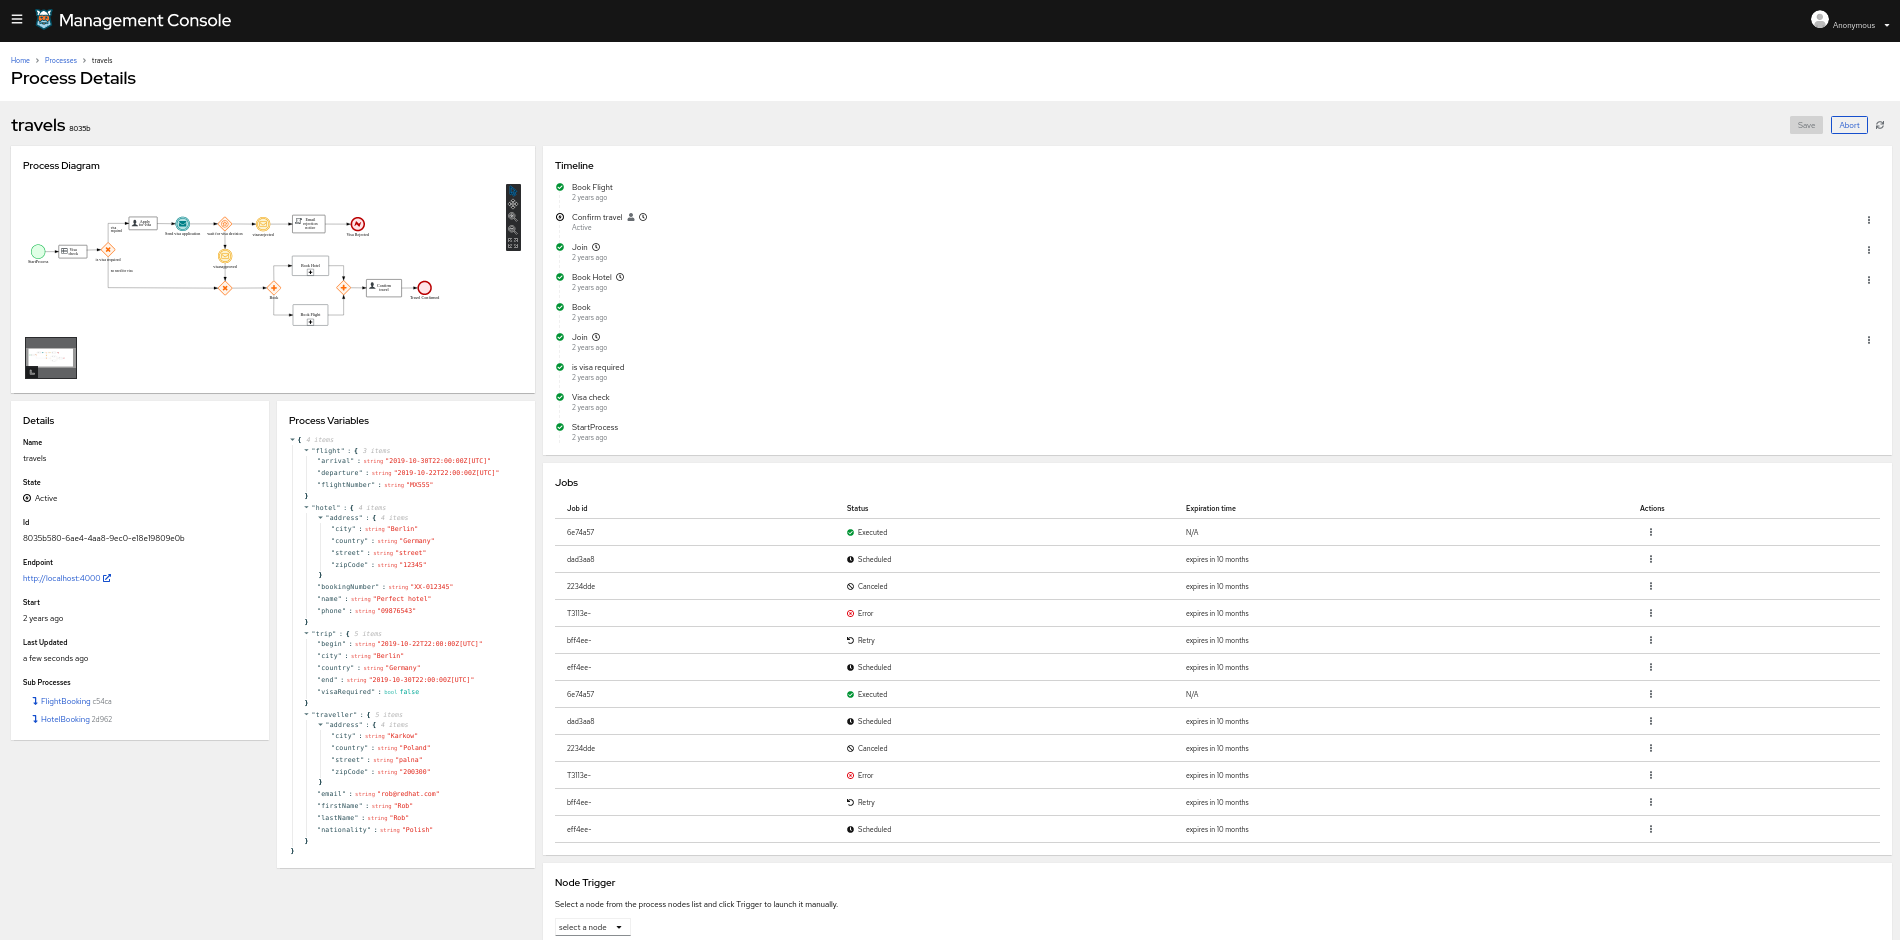 Management Console
Anonymous
Home > Processes > travels
Process Details
travels 8035b
Save
Abort
Process Diagram
StartProcess
Visa check
is visa required
visa required
no need for visa
Apply for visa
Send visa application
wait for visa decision
visa rejected
visa approved
Visa Rejected
Book
Book Hotel
Book Flight
Confirm travel
Travel Confirmed
Details
Name
travels
State
Active
Id
8035b580-6ae4-4aa8-9ec0-e18e19809e0b
Endpoint
http://localhost:4000
Start
2 years ago
Last Updated
a few seconds ago
Sub Processes
FlightBooking c54ca
HotelBooking 2d962
Process Variables
{ 4 items
"flight" : { 3 items
"arrival" : string "2019-10-30T22:00:00Z[UTC]"
"departure" : string "2019-10-22T22:00:00Z[UTC]"
"flightNumber" : string "MX555"
}
"hotel" : { 4 items
"address" : { 4 items
"city" : string "Berlin"
"country" : string "Germany"
"street" : string "street"
"zipCode" : string "12345"
}
"bookingNumber" : string "XX-012345"
"name" : string "Perfect hotel"
"phone" : string "09876543"
}
"trip" : { 5 items
"begin" : string "2019-10-22T22:00:00Z[UTC]"
"city" : string "Berlin"
"country" : string "Germany"
"end" : string "2019-10-30T22:00:00Z[UTC]"
"visaRequired" : bool false
}
"traveller" : { 5 items
"address" : { 4 items
"city" : string "Karkow"
"country" : string "Poland"
"street" : string "palna"
"zipCode" : string "200300"
}
"email" : string "rob@redhat.com"
"firstName" : string "Rob"
"lastName" : string "Rob"
"nationality" : string "Polish"
}
}
Timeline
Book Flight
2 years ago
Confirm travel
Active
Join
2 years ago
Book Hotel
2 years ago
Book
2 years ago
Join
2 years ago
is visa required
2 years ago
Visa check
2 years ago
StartProcess
2 years ago
Jobs
Job id Status Expiration time Actions
6e74a57 Executed N/A
dad3aa8 Scheduled expires in 10 months
2234dde Canceled expires in 10 months
T3113e- Error expires in 10 months
bff4ee- Retry expires in 10 months
eff4ee- Scheduled expires in 10 months
6e74a57 Executed N/A
dad3aa8 Scheduled expires in 10 months
2234dde Canceled expires in 10 months
T3113e- Error expires in 10 months
bff4ee- Retry expires in 10 months
eff4ee- Scheduled expires in 10 months
Node Trigger
Select a node from the process nodes list and click Trigger to launch it manually.
select a node